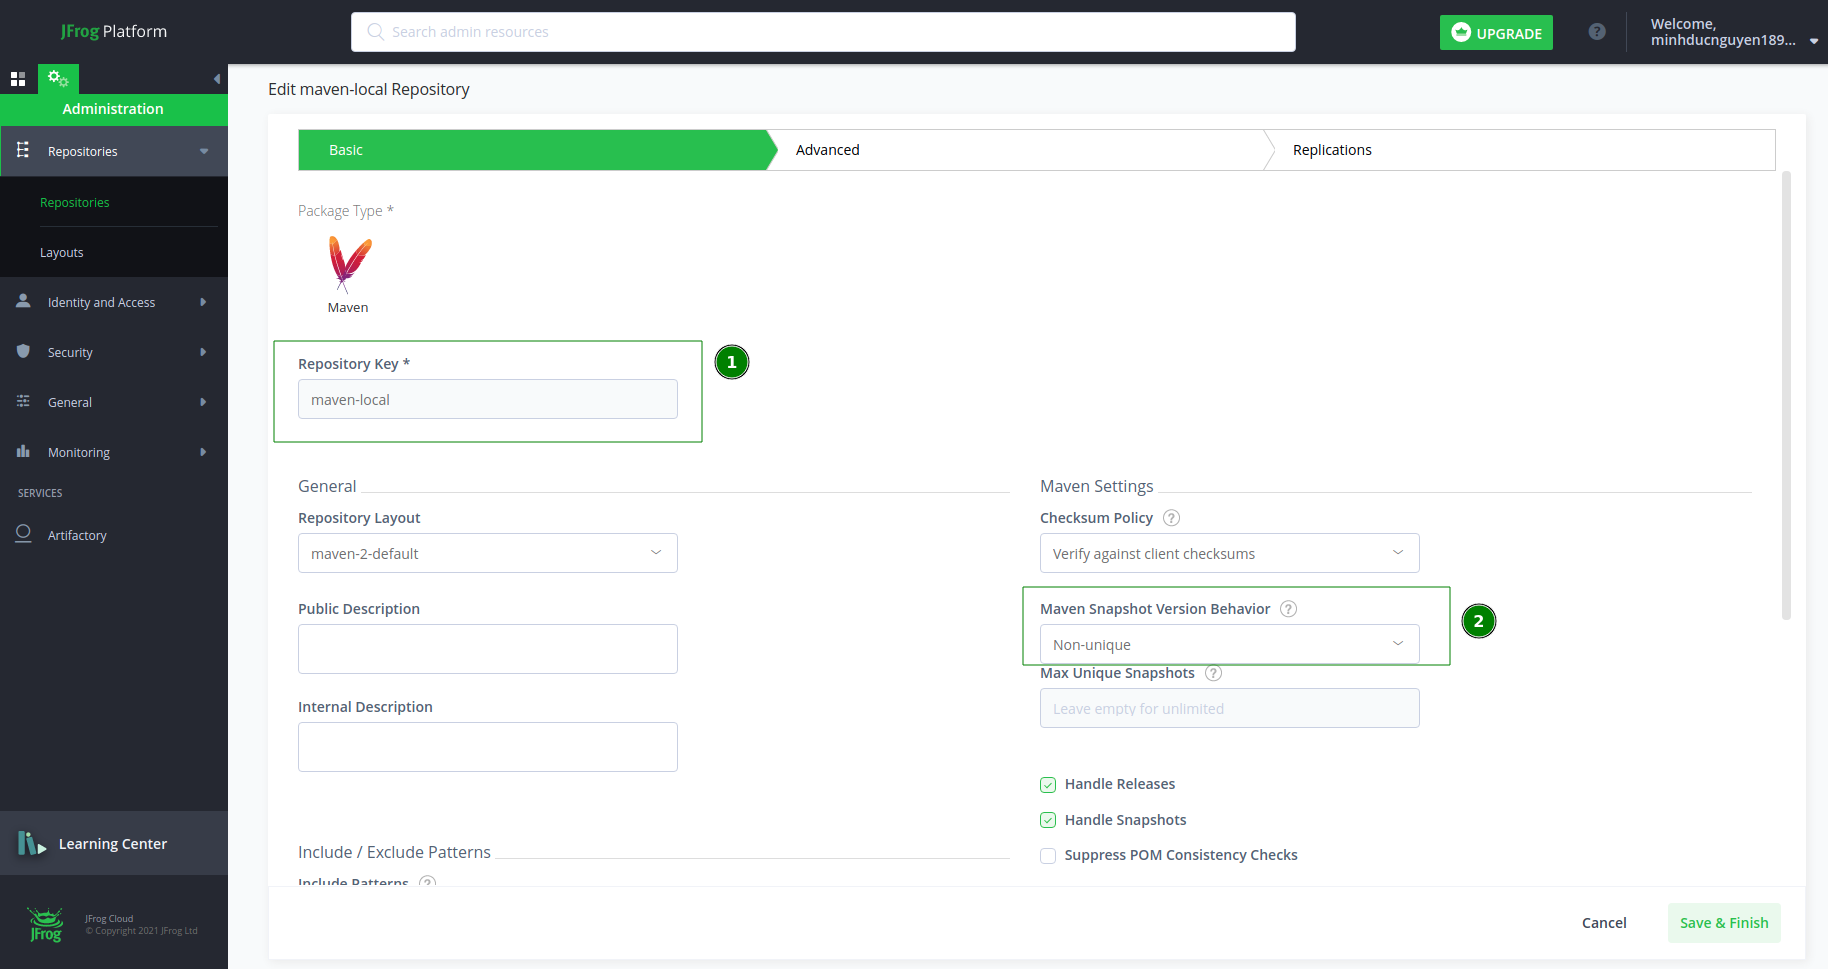 JFrog Platform
Search admin resources
UPGRADE
?
Welcome,
minhducnguyen189...
Administration
Repositories
Repositories
Layouts
Identity and Access
Security
General
Monitoring
SERVICES
Artifactory
Learning Center
JFrog
JFrog Cloud
© Copyright 2021 JFrog Ltd
Edit maven-local Repository
Basic
Advanced
Replications
Package Type *
Maven
Repository Key *
maven-local
1
General
Repository Layout
maven-2-default
Public Description
Internal Description
Include / Exclude Patterns
Include Patterns ?
Maven Settings
Checksum Policy ?
Verify against client checksums
Maven Snapshot Version Behavior ?
Non-unique
2
Max Unique Snapshots ?
Leave empty for unlimited
Handle Releases
Handle Snapshots
Suppress POM Consistency Checks
Cancel
Save & Finish